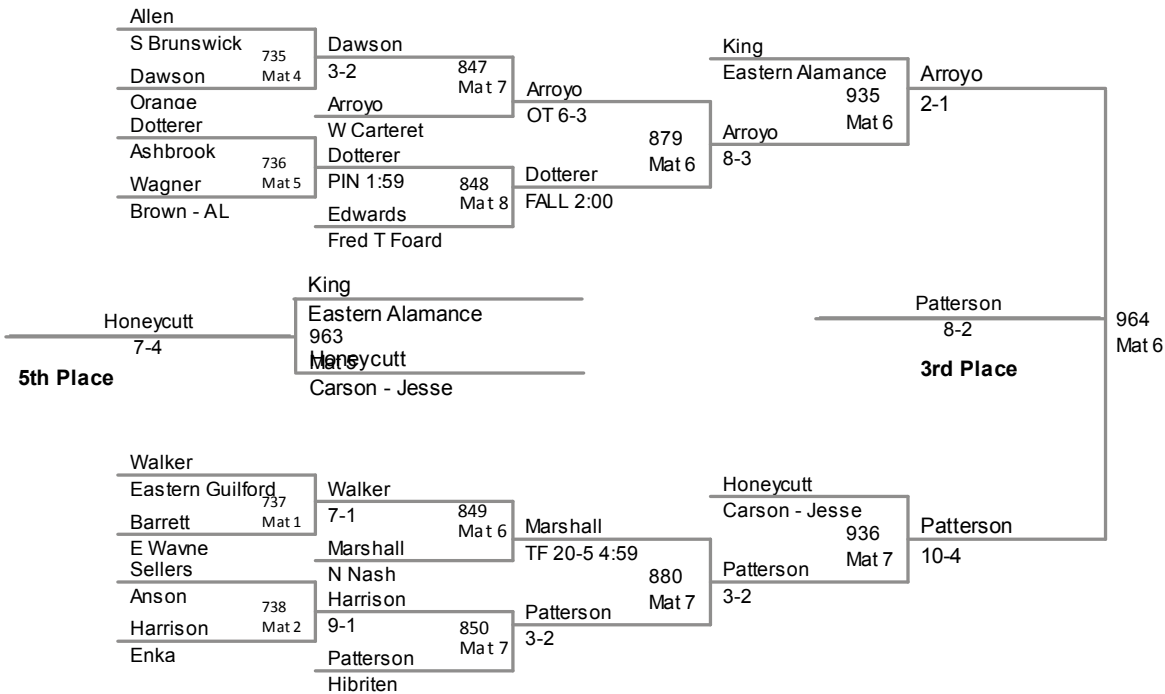 Allen
S Brunswick
735
Mat 4
Dawson
Orange
Dawson
3-2
847
Mat 7
Arroyo
W Carteret
Dotterer
Ashbrook
736
Mat 5
Wagner
Brown - AL
Dotterer
PIN 1:59
848
Mat 8
Edwards
Fred T Foard
Arroyo
OT 6-3
879
Mat 6
Dotterer
FALL 2:00
King
Eastern Alamance
935
Mat 6
Arroyo
8-3
Arroyo
2-1
King
Eastern Alamance
963
Mat 5
Honeycutt
Carson - Jesse
Honeycutt
7-4
5th Place
Patterson
8-2
3rd Place
964
Mat 6
Walker
Eastern Guilford
737
Mat 1
Barrett
E Wayne
Walker
7-1
849
Mat 6
Marshall
N Nash
Sellers
Anson
738
Mat 2
Harrison
Enka
Harrison
9-1
850
Mat 7
Patterson
Hibriten
Marshall
TF 20-5 4:59
880
Mat 7
Patterson
3-2
Honeycutt
Carson - Jesse
936
Mat 7
Patterson
3-2
Patterson
10-4